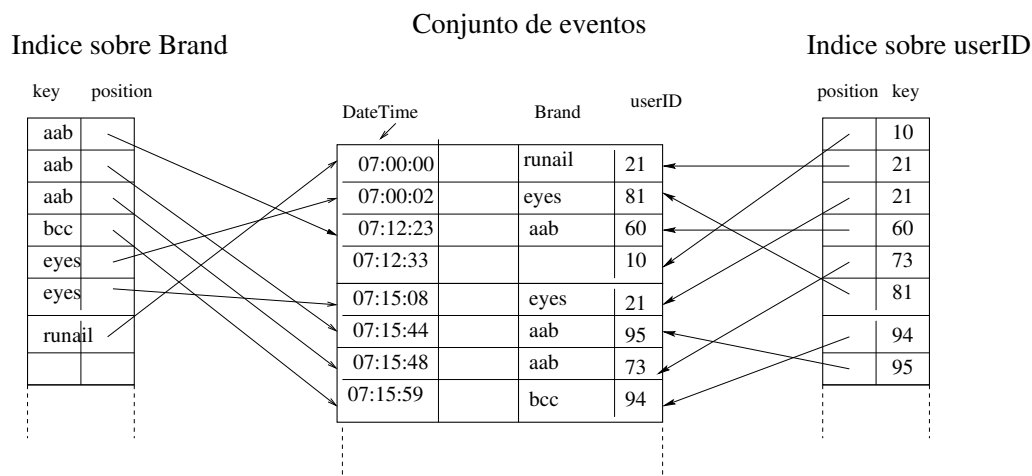 Conjunto de eventos
Indice sobre Brand
Indice sobre userID
key position
DateTime Brand userID
position key
aab
aab
aab
bcc
eyes
eyes
runail
07:00:00 runail 21
07:00:02 eyes 81
07:12:23 aab 60
07:12:33 10
07:15:08 eyes 21
07:15:44 aab 95
07:15:48 aab 73
07:15:59 bcc 94
10
21
21
60
73
81
94
95